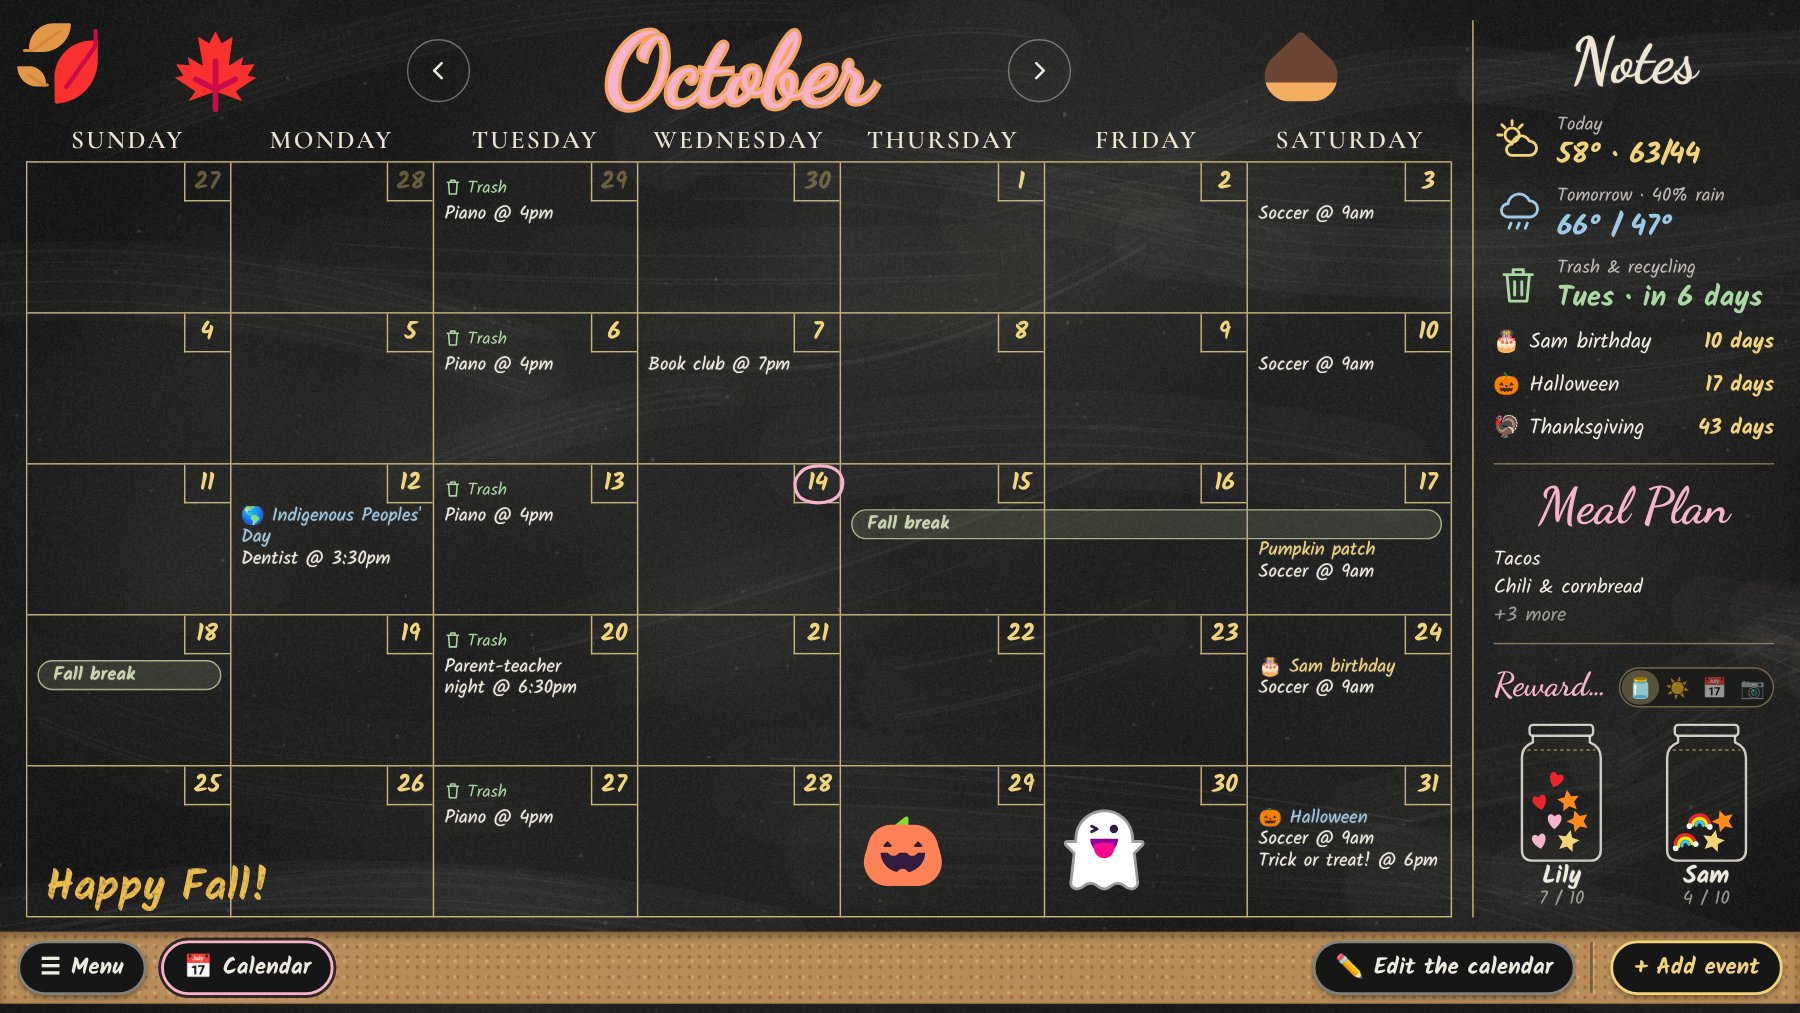 October
SUNDAY MONDAY TUESDAY WEDNESDAY THURSDAY FRIDAY SATURDAY
27 28 29 30 1 2 3
Trash
Piano @ 4pm
Soccer @ 9am
4 5 6 7 8 9 10
Trash
Piano @ 4pm
Book club @ 7pm
Soccer @ 9am
11 12 13 14 15 16 17
Indigenous Peoples'
Day
Dentist @ 3:30pm
Trash
Piano @ 4pm
Fall break
Pumpkin patch
Soccer @ 9am
18 19 20 21 22 23 24
Fall break
Trash
Parent-teacher
night @ 6:30pm
Sam birthday
Soccer @ 9am
25 26 27 28 29 30 31
Trash
Piano @ 4pm
Halloween
Soccer @ 9am
Trick or treat! @ 6pm
Happy Fall!
Notes
Today
58° · 63/44
Tomorrow · 40% rain
66° / 47°
Trash & recycling
Tues · in 6 days
Sam birthday 10 days
Halloween 17 days
Thanksgiving 43 days
Meal Plan
Tacos
Chili & cornbread
+3 more
Reward...
Lily
7 / 10
Sam
4 / 10
Menu
Calendar
Edit the calendar
+ Add event